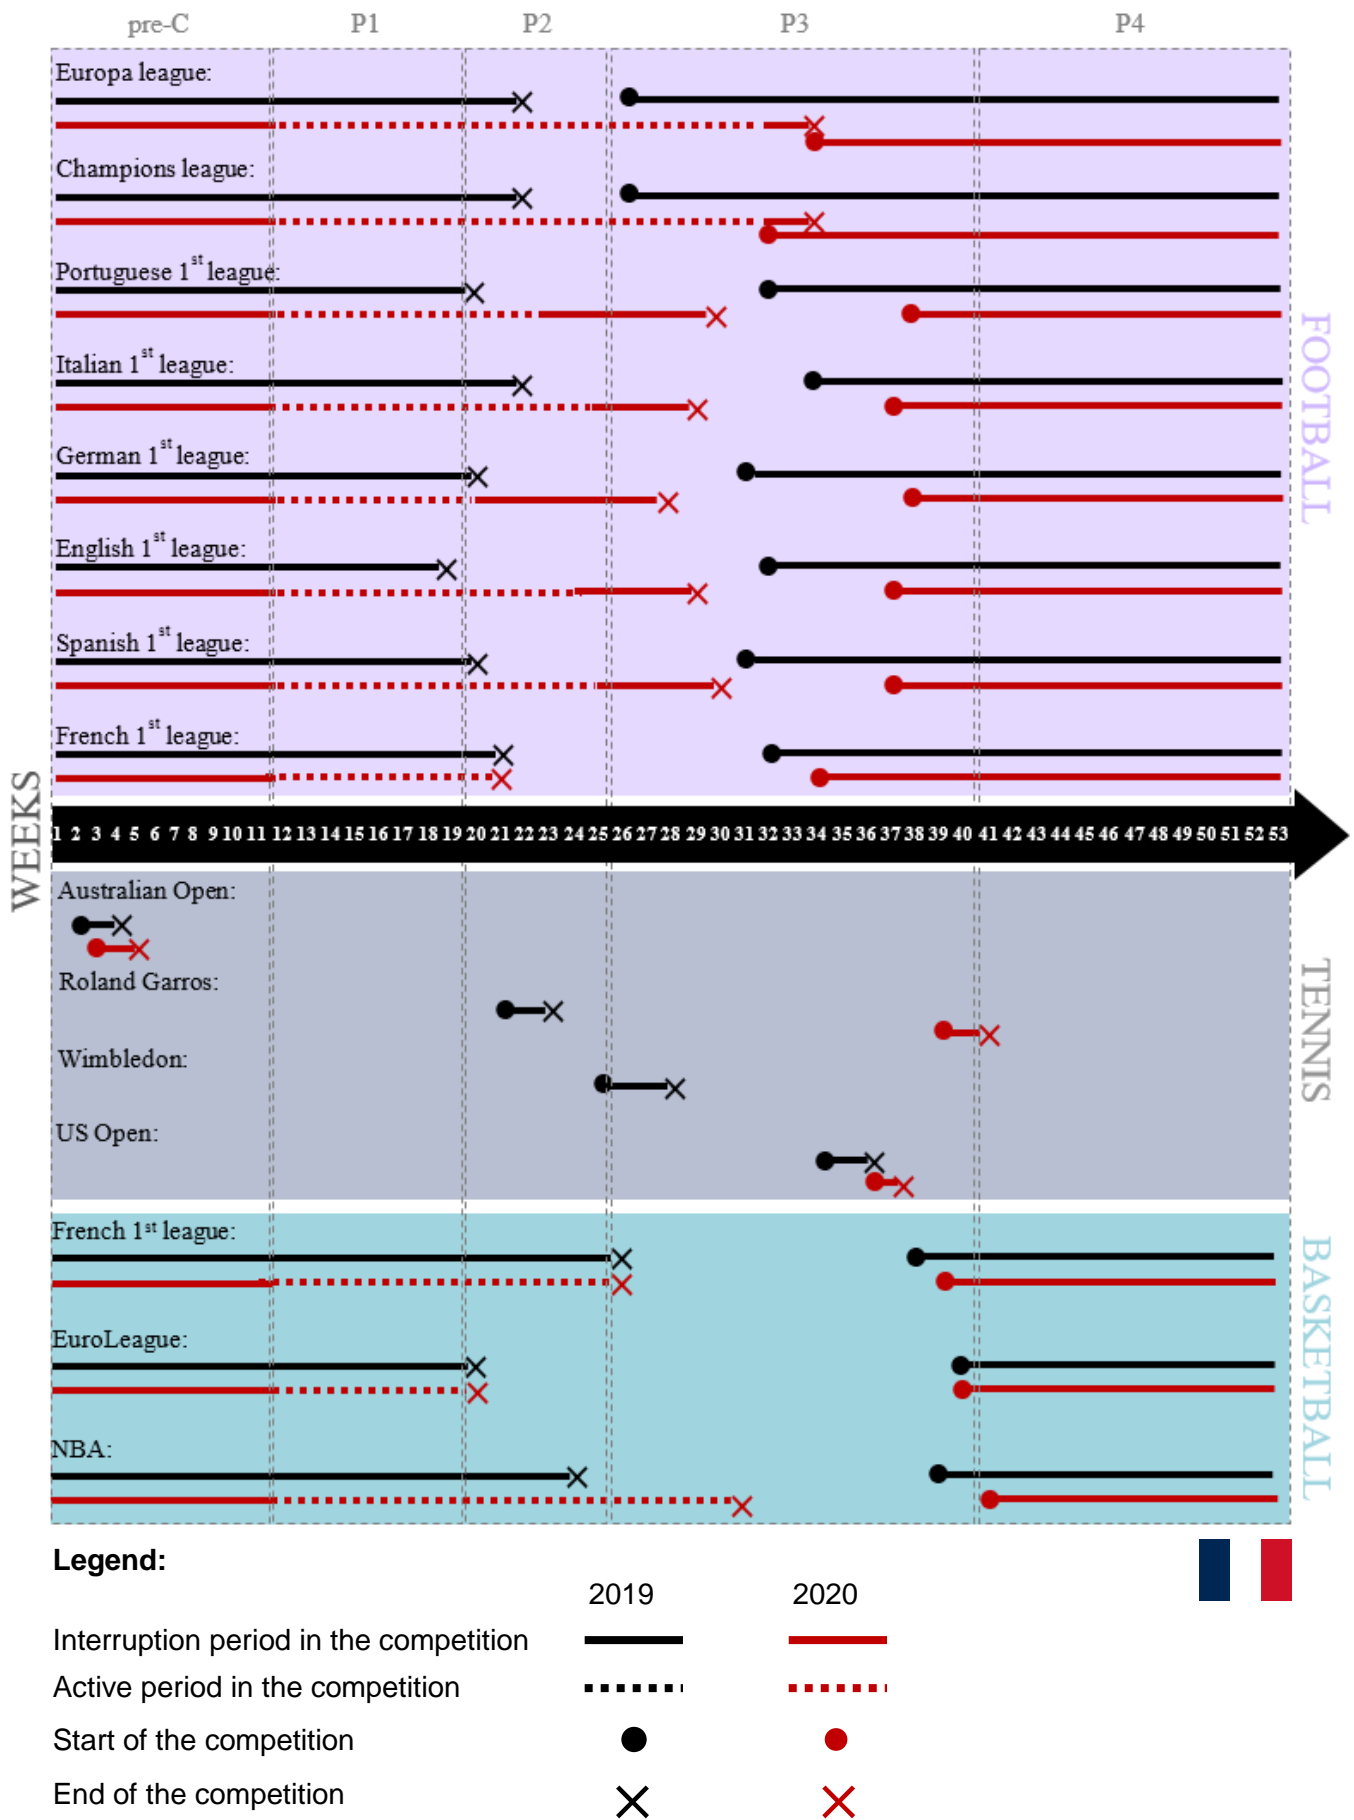 pre-C P1 P2 P3 P4
Europa league:
Champions league:
Portuguese 1st league:
Italian 1st league:
German 1st league:
English 1st league:
Spanish 1st league:
French 1st league:
FOOTBALL
WEEKS
1 2 3 4 5 6 7 8 9 10 11 12 13 14 15 16 17 18 19 20 21 22 23 24 25 26 27 28 29 30 31 32 33 34 35 36 37 38 39 40 41 42 43 44 45 46 47 48 49 50 51 52 53
Australian Open:
Roland Garros:
Wimbledon:
US Open:
TENNIS
French 1st league:
EuroLeague:
NBA:
BASKETBALL
Legend:
2019 2020
Interruption period in the competition
Active period in the competition
Start of the competition
End of the competition